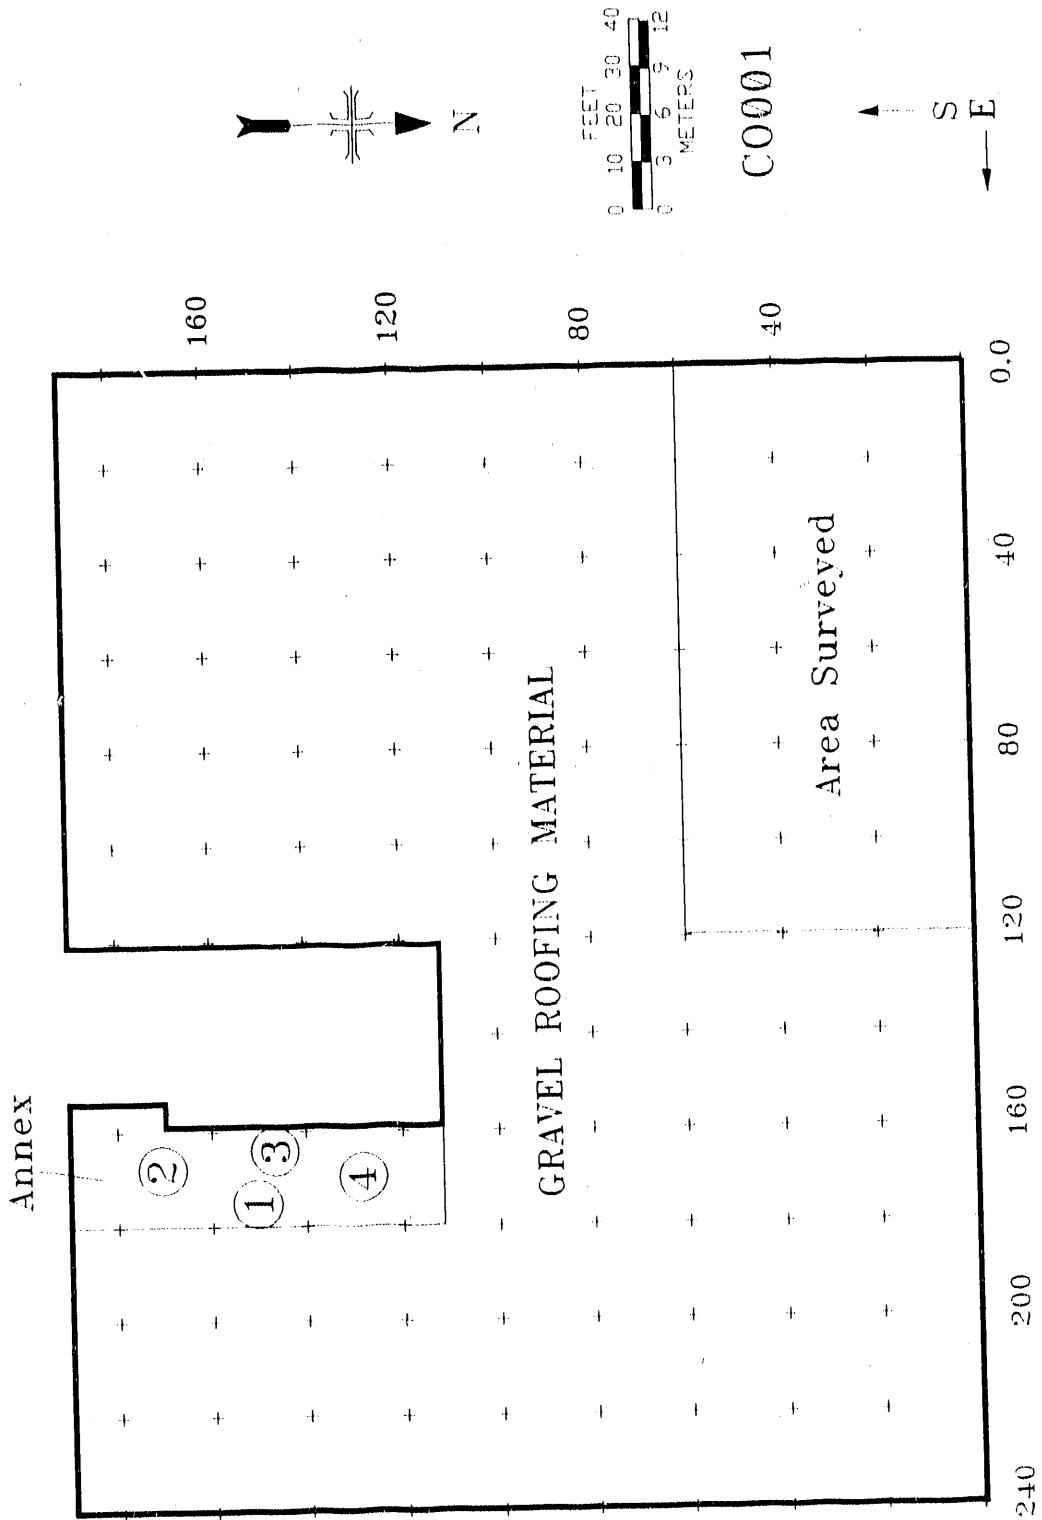 Annex
2
1
3
4
GRAVEL ROOFING MATERIAL
Area Surveyed
160
120
80
40
0.0
40
80
120
160
200
240
N
FEET
0 10 20 30 40
0 3 6 9 12
METERS
CO001
S
E